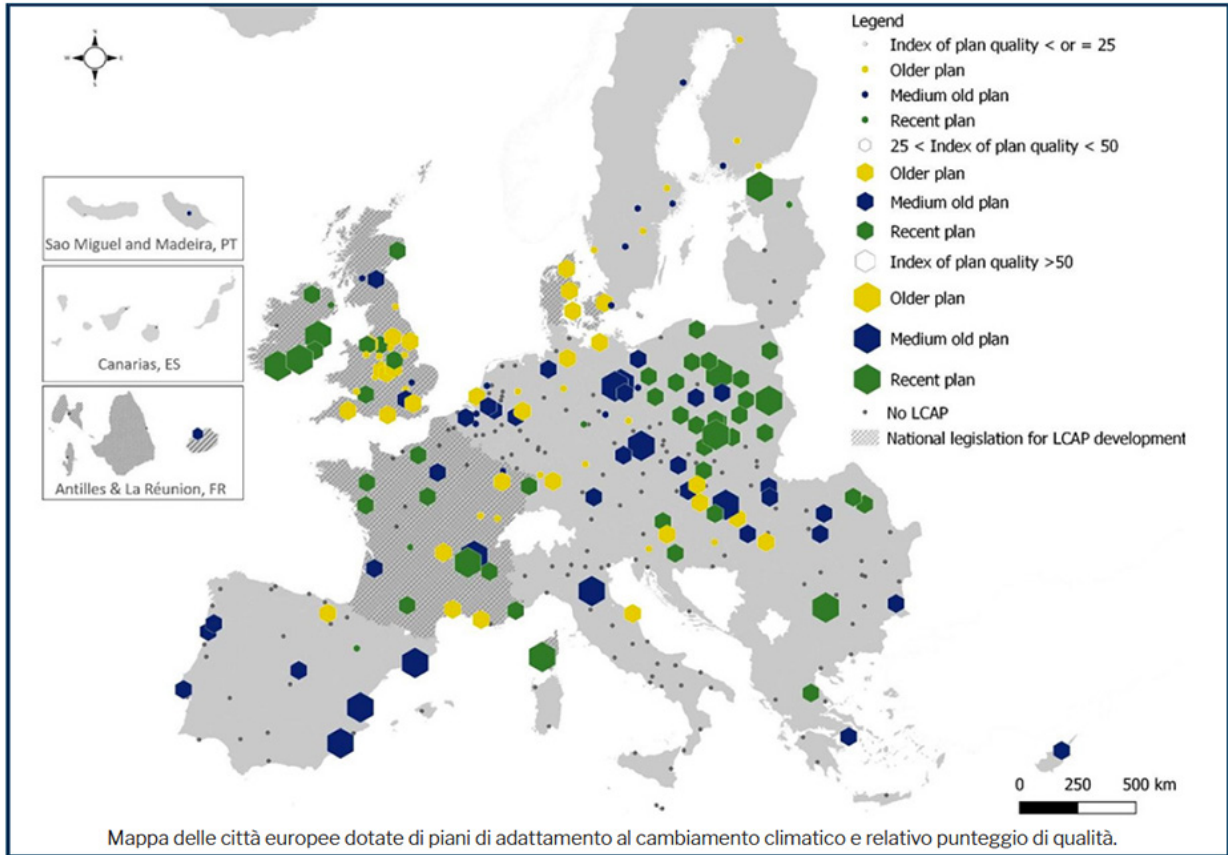 Legend
Index of plan quality < or = 25
Older plan
Medium old plan
Recent plan
25 < Index of plan quality < 50
Older plan
Medium old plan
Recent plan
Index of plan quality >50
Older plan
Medium old plan
Recent plan
No LCAP
National legislation for LCAP development
N
W
E
S
Sao Miguel and Madeira, PT
Canarias, ES
Antilles & La Réunion, FR
0 250 500 km
Mappa delle città europee dotate di piani di adattamento al cambiamento climatico e relativo punteggio di qualità.